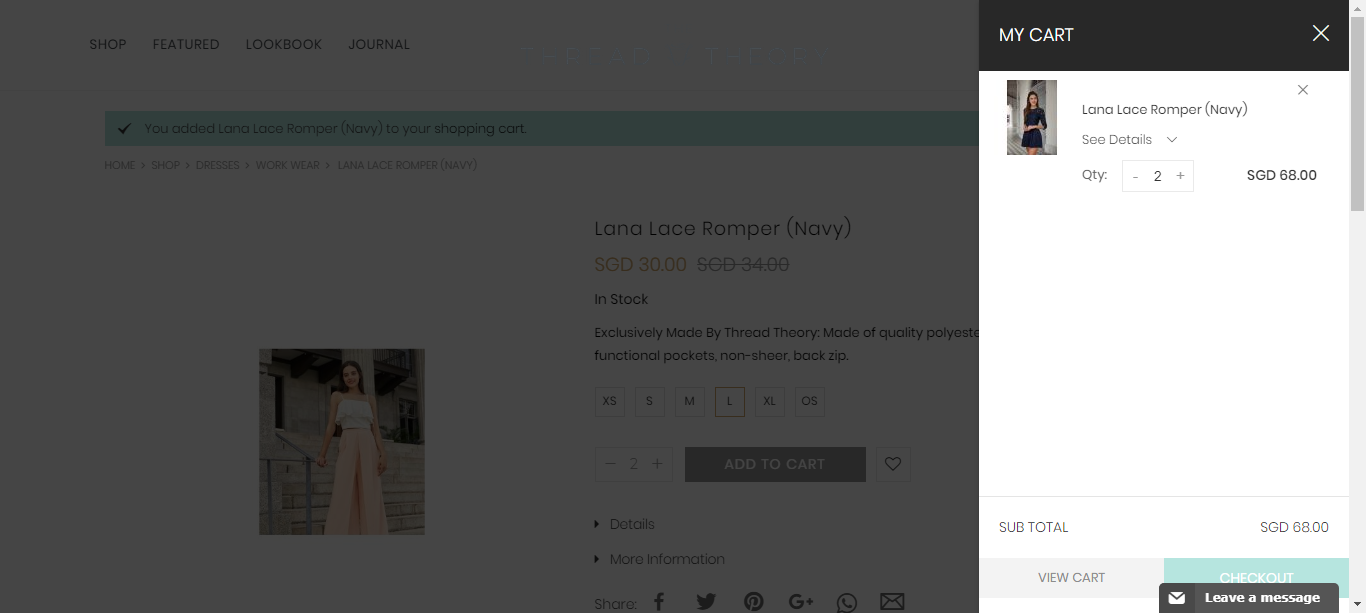 SHOP FEATURED LOOKBOOK JOURNAL
THREAD THEORY
MY CART
You added Lana Lace Romper (Navy) to your shopping cart.
HOME > SHOP > DRESSES > WORK WEAR > LANA LACE ROMPER (NAVY)
Lana Lace Romper (Navy)
SGD 30.00 SGD 34.00
In Stock
Exclusively Made By Thread Theory: Made of quality
functional pockets, non-sheer, back zip.
XS S M L XL OS
− 2 + ADD TO CART
Details
More Information
Share:
Lana Lace Romper (Navy)
See Details
Qty: - 2 + SGD 68.00
SUB TOTAL SGD 68.00
VIEW CART CHECKOUT
Leave a message